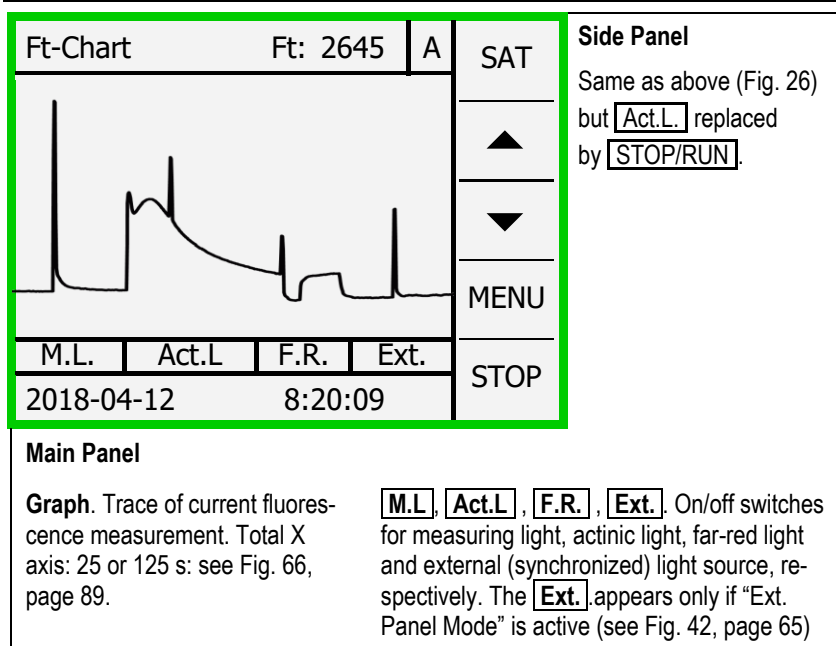 Ft-Chart Ft: 2645 A
SAT
MENU
STOP
M.L. Act.L F.R. Ext.
2018-04-12 8:20:09
Side Panel
Same as above (Fig. 26)
but Act.L. replaced
by STOP/RUN.
Main Panel
Graph. Trace of current fluores-
cence measurement. Total X
axis: 25 or 125 s: see Fig. 66,
page 89.
M.L, Act.L , F.R. , Ext.. On/off switches
for measuring light, actinic light, far-red light
and external (synchronized) light source, re-
spectively. The Ext..appears only if “Ext.
Panel Mode” is active (see Fig. 42, page 65)